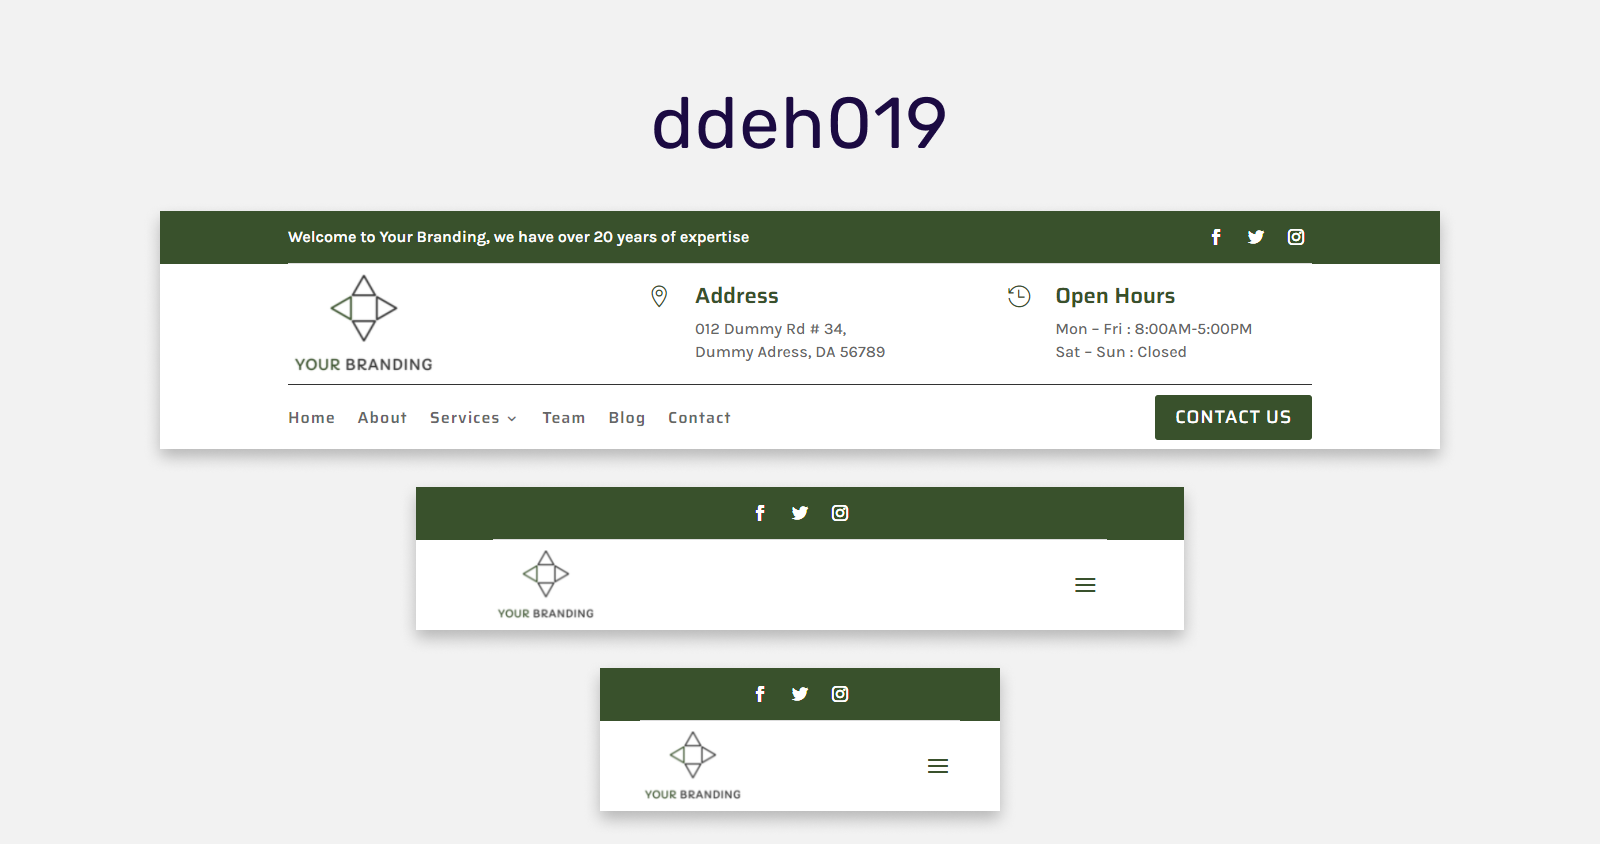 ddeh019
Welcome to Your Branding, we have over 20 years of expertise
YOUR BRANDING
Address
012 Dummy Rd # 34,
Dummy Adress, DA 56789
Open Hours
Mon – Fri : 8:00AM-5:00PM
Sat – Sun : Closed
Home About Services Team Blog Contact
CONTACT US
YOUR BRANDING
YOUR BRANDING